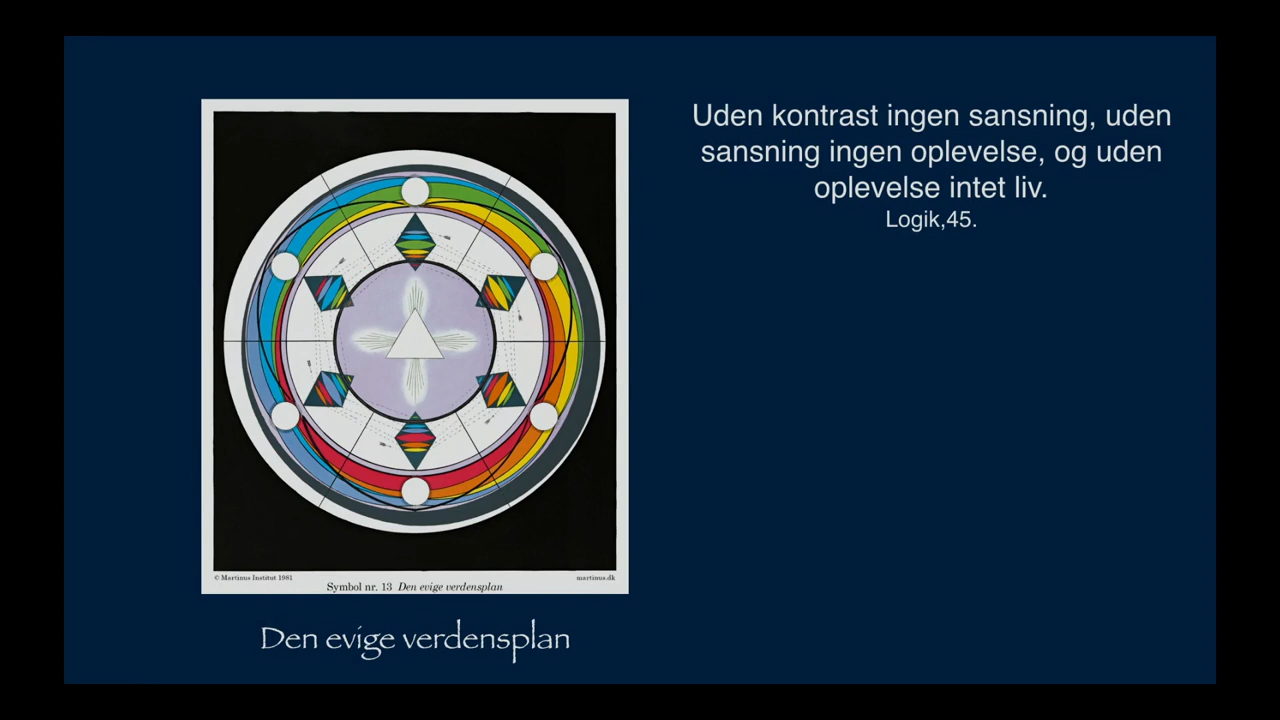 Uden kontrast ingen sansning, uden
sansning ingen oplevelse, og uden
oplevelse intet liv.
Logik,45.
© Martinus Institut 1981
martinus.dk
Symbol nr. 13 Den evige verdensplan
Den evige verdensplan